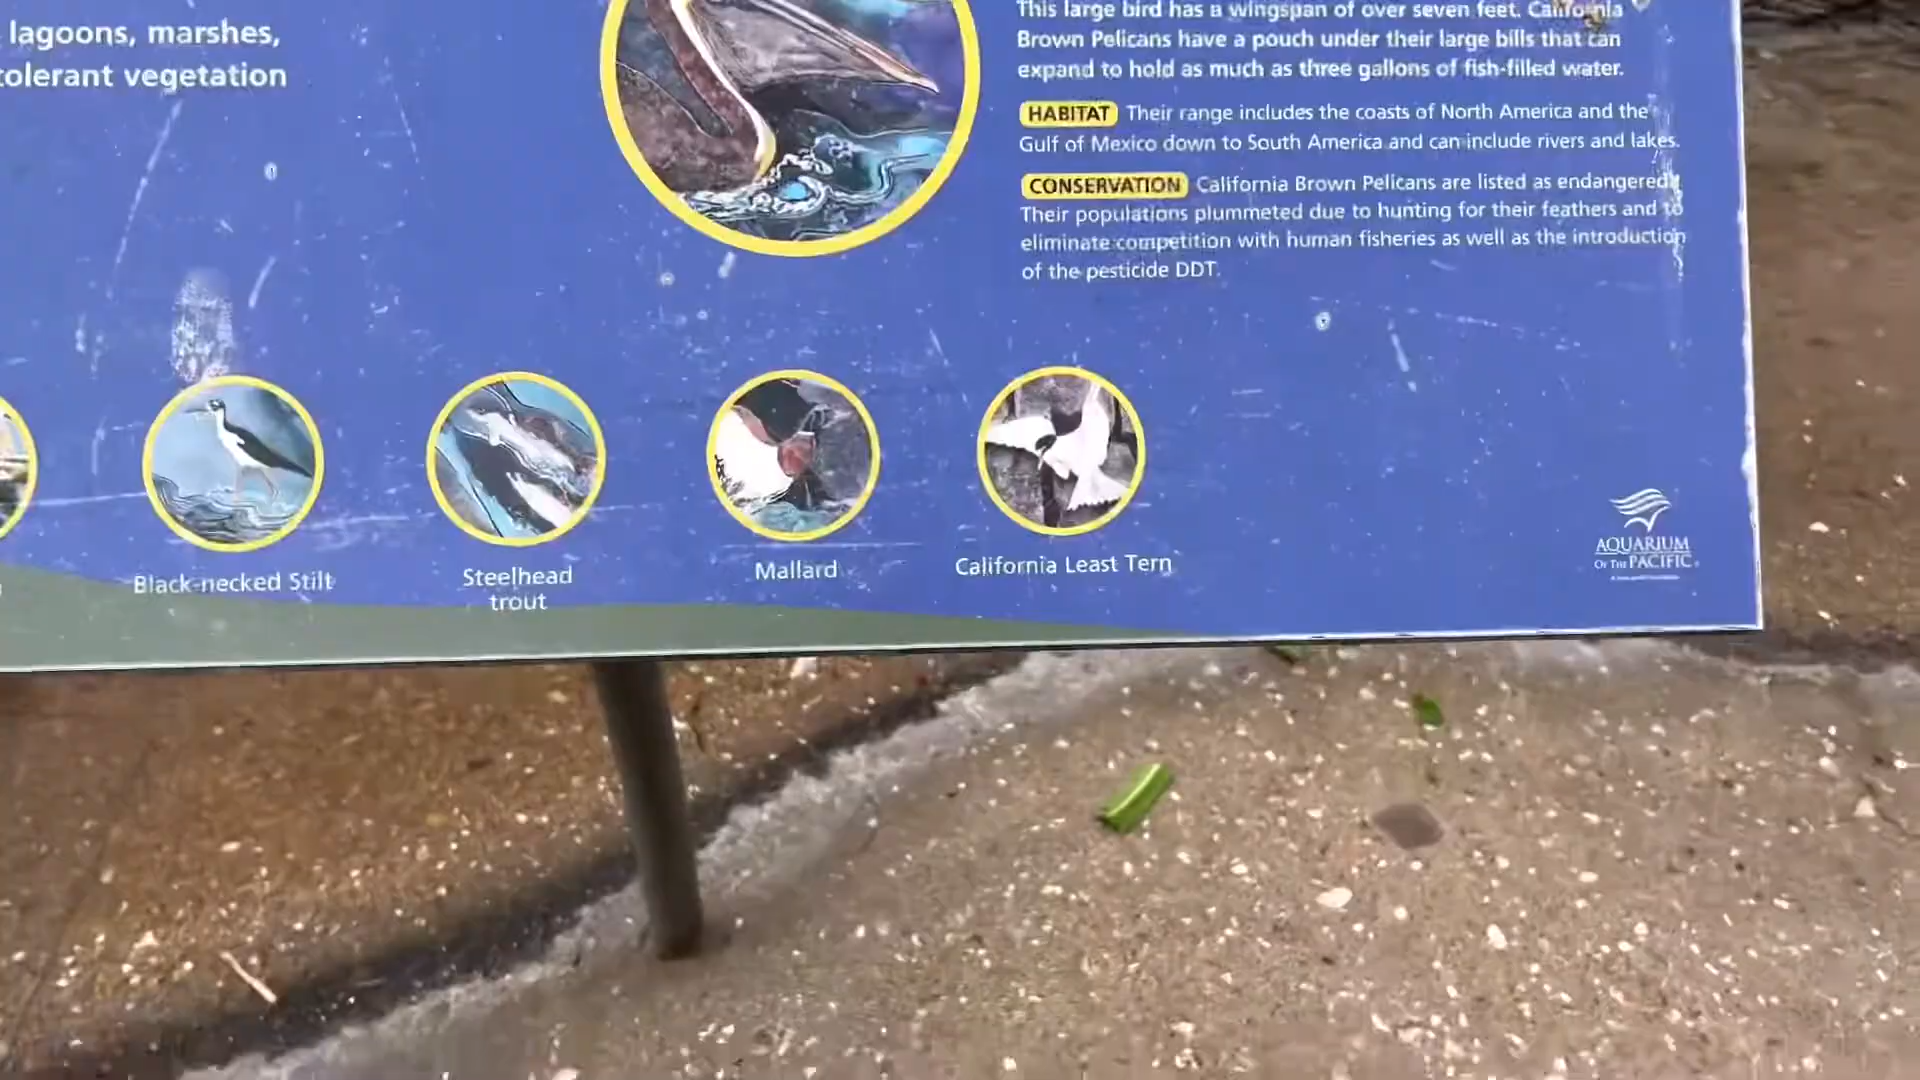 lagoons, marshes,
tolerant vegetation
This large bird has a wingspan of over seven feet. California
Brown Pelicans have a pouch under their large bills that can
expand to hold as much as three gallons of fish-filled water.
HABITAT Their range includes the coasts of North America and the
Gulf of Mexico down to South America and can include rivers and lakes.
CONSERVATION California Brown Pelicans are listed as endangered.
Their populations plummeted due to hunting for their feathers and to
eliminate competition with human fisheries as well as the introduction
of the pesticide DDT.
Black-necked Stilt
Steelhead
trout
Mallard
California Least Tern
AQUARIUM
OF THE PACIFIC